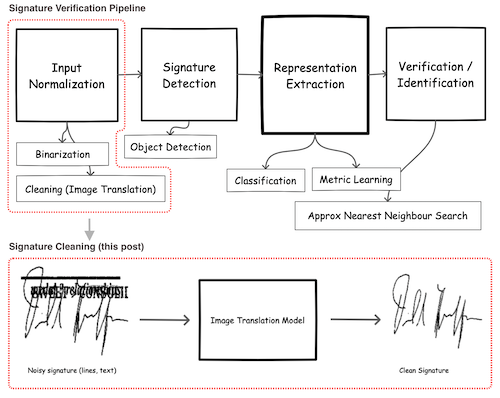 Signature Verification Pipeline
Input
Normalization
Signature
Detection
Representation
Extraction
Verification /
Identification
Binarization
Cleaning (Image Translation)
Object Detection
Classification
Metric Learning
Approx Nearest Neighbour Search
Signature Cleaning (this post)
Image Translation Model
Noisy signature (lines, text)
Clean Signature